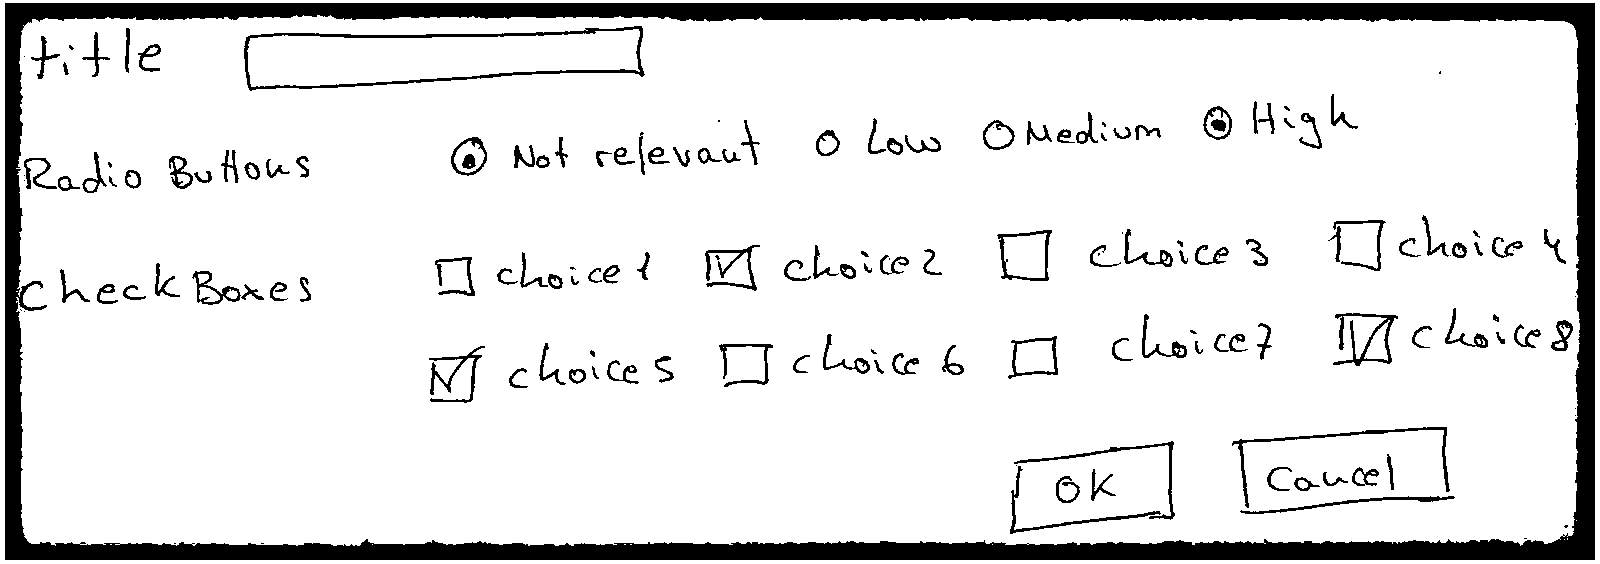 title
Radio Buttons Not relevant Low Medium High
Check Boxes choice 1 choice 2 choice 3 choice 4
choice 5 choice 6 choice 7 choice 8
OK Cancel